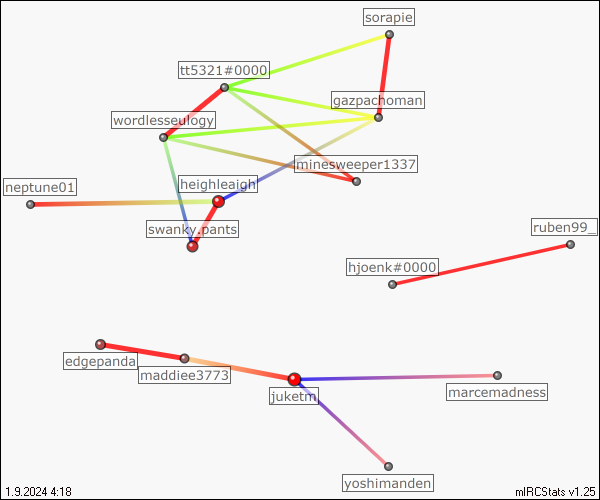 sorapie
tt5321#0000
gazpachoman
wordlesseulogy
minesweeper1337
neptune01
heighleaigh
swanky.pants
ruben99_
hjoenk#0000
edgepanda
maddiee3773
juketm
marcemadness
yoshimanden
1.9.2024 4:18
mIRCStats v1.25